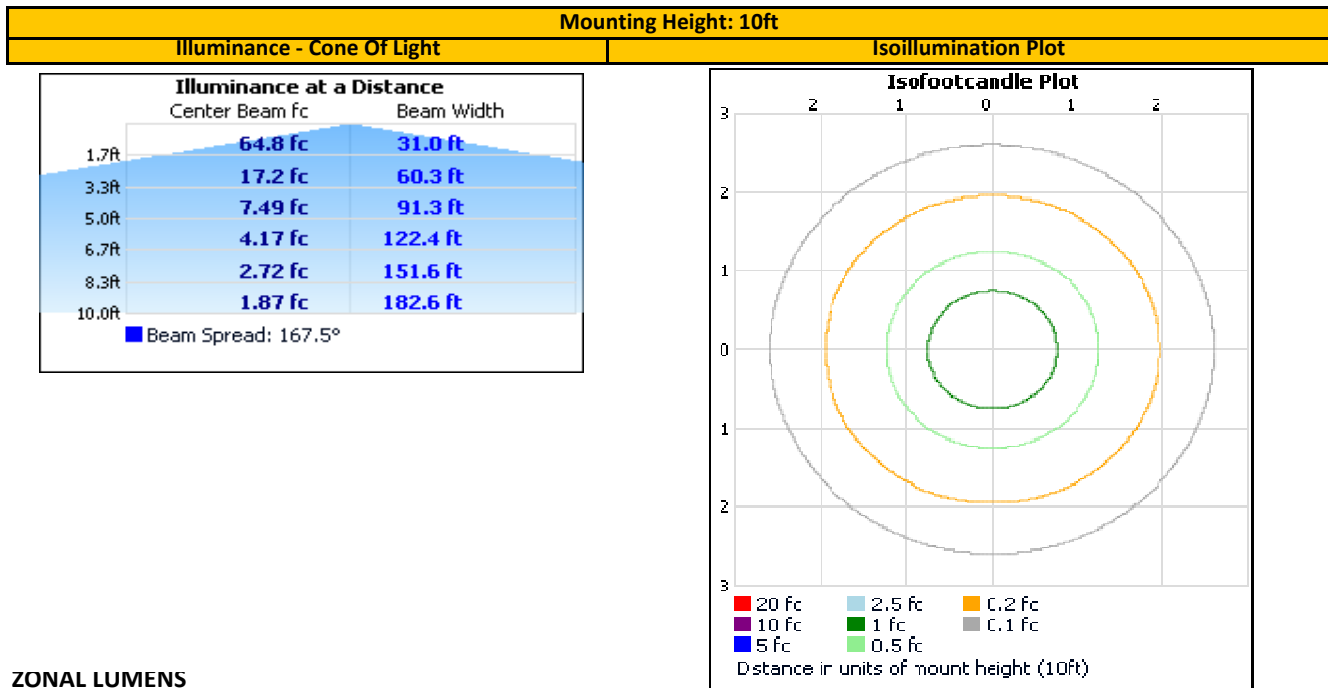 Mounting Height: 10ft
Illuminance - Cone Of Light
Isoillumination Plot
Illuminance at a Distance
Center Beam fc Beam Width
1.7ft 64.8 fc 31.0 ft
3.3ft 17.2 fc 60.3 ft
5.0ft 7.49 fc 91.3 ft
6.7ft 4.17 fc 122.4 ft
8.3ft 2.72 fc 151.6 ft
10.0ft 1.87 fc 182.6 ft
Beam Spread: 167.5°
Isofootcandle Plot
2 1 0 1 2
3
2
1
0
1
2
3
20 fc 2.5 fc 0.2 fc
10 fc 1 fc 0.1 fc
5 fc 0.5 fc
Distance in units of mount height (10ft)
ZONAL LUMENS